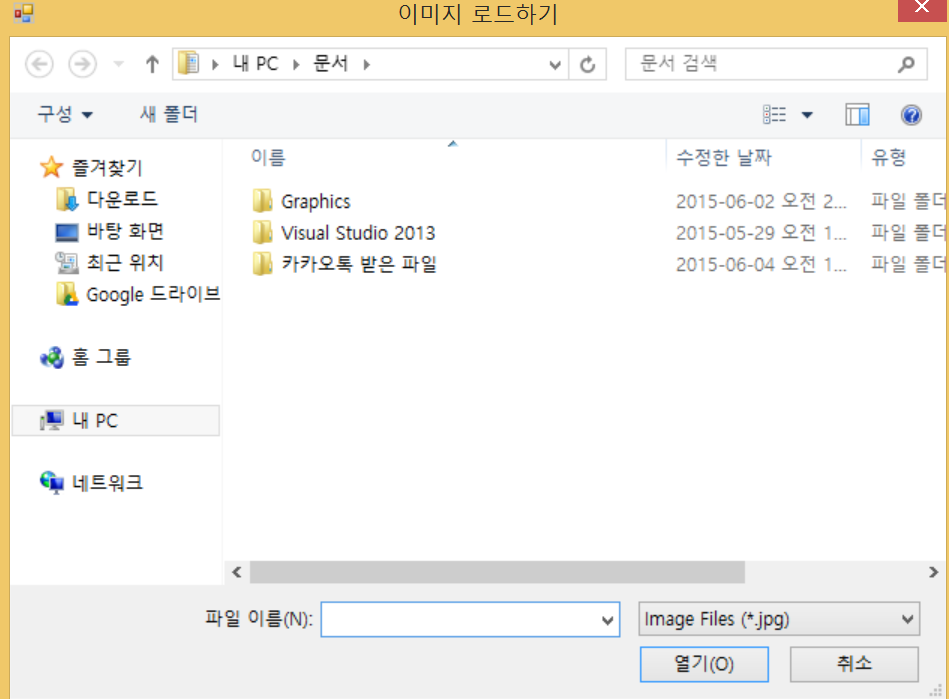 이미지 로드하기
내 PC 문서
문서 검색
구성 새 폴더
이름 수정한 날짜 유형
즐겨찾기
다운로드
바탕 화면
최근 위치
Google 드라이브
홈 그룹
내 PC
네트워크
Graphics 2015-06-02 오전 2... 파일 폴더
Visual Studio 2013 2015-05-29 오전 1... 파일 폴더
카카오톡 받은 파일 2015-06-04 오전 1... 파일 폴더
파일 이름(N): Image Files (*.jpg)
열기(O) 취소